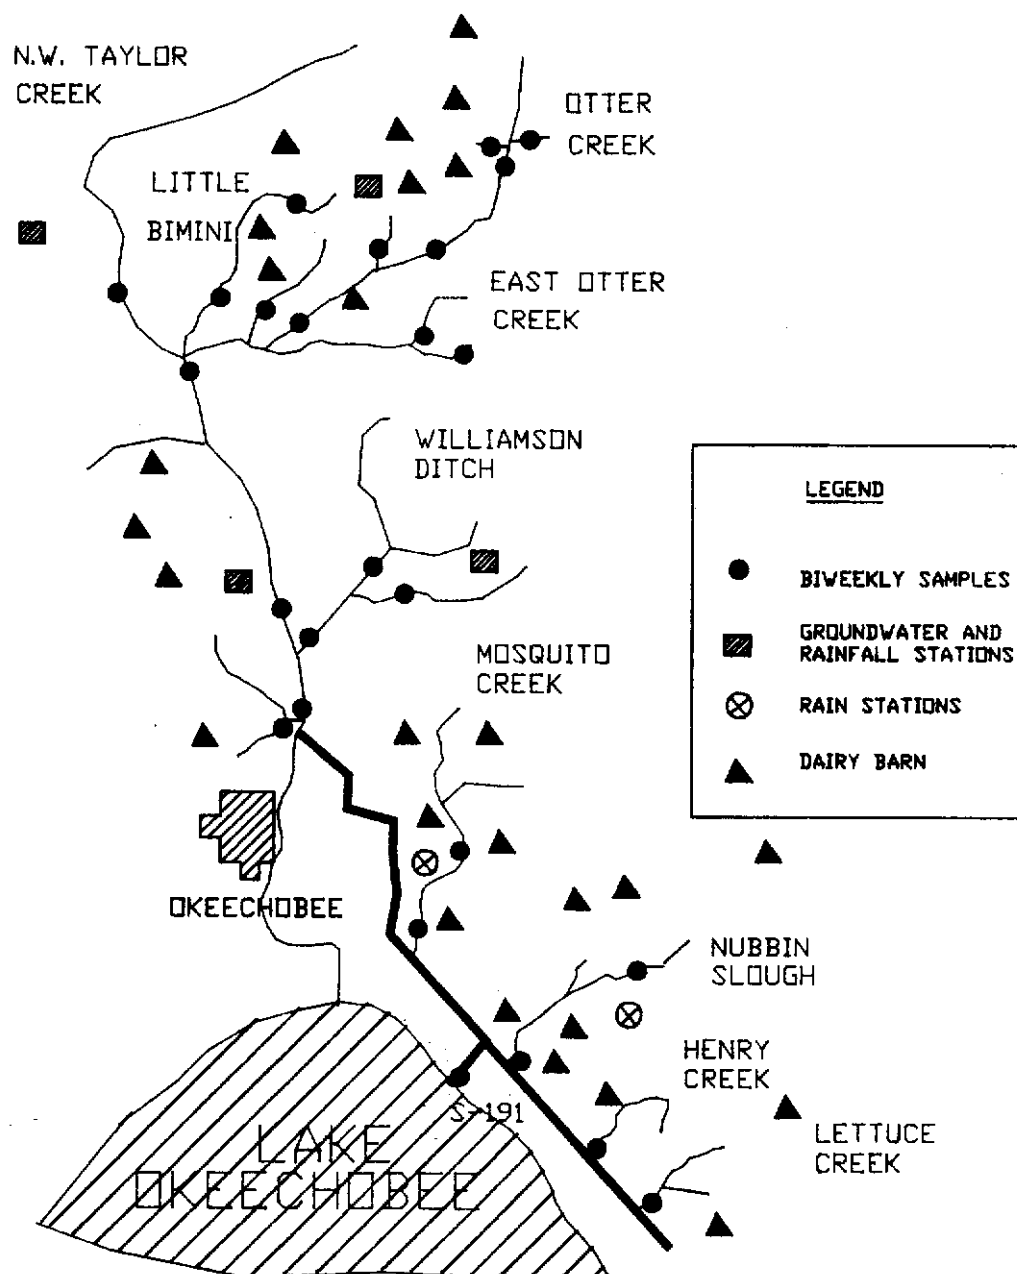 N.W. TAYLOR
CREEK
OTTER
CREEK
LITTLE
BIMINI
EAST OTTER
CREEK
WILLIAMSON
DITCH
LEGEND
BIWEEKLY SAMPLES
GROUNDWATER AND
RAINFALL STATIONS
RAIN STATIONS
DAIRY BARN
MOSQUITO
CREEK
OKEECHOBEE
NUBBIN
SLOUGH
HENRY
CREEK
S-191
LETTUCE
CREEK
LAKE
OKEECHOBEE